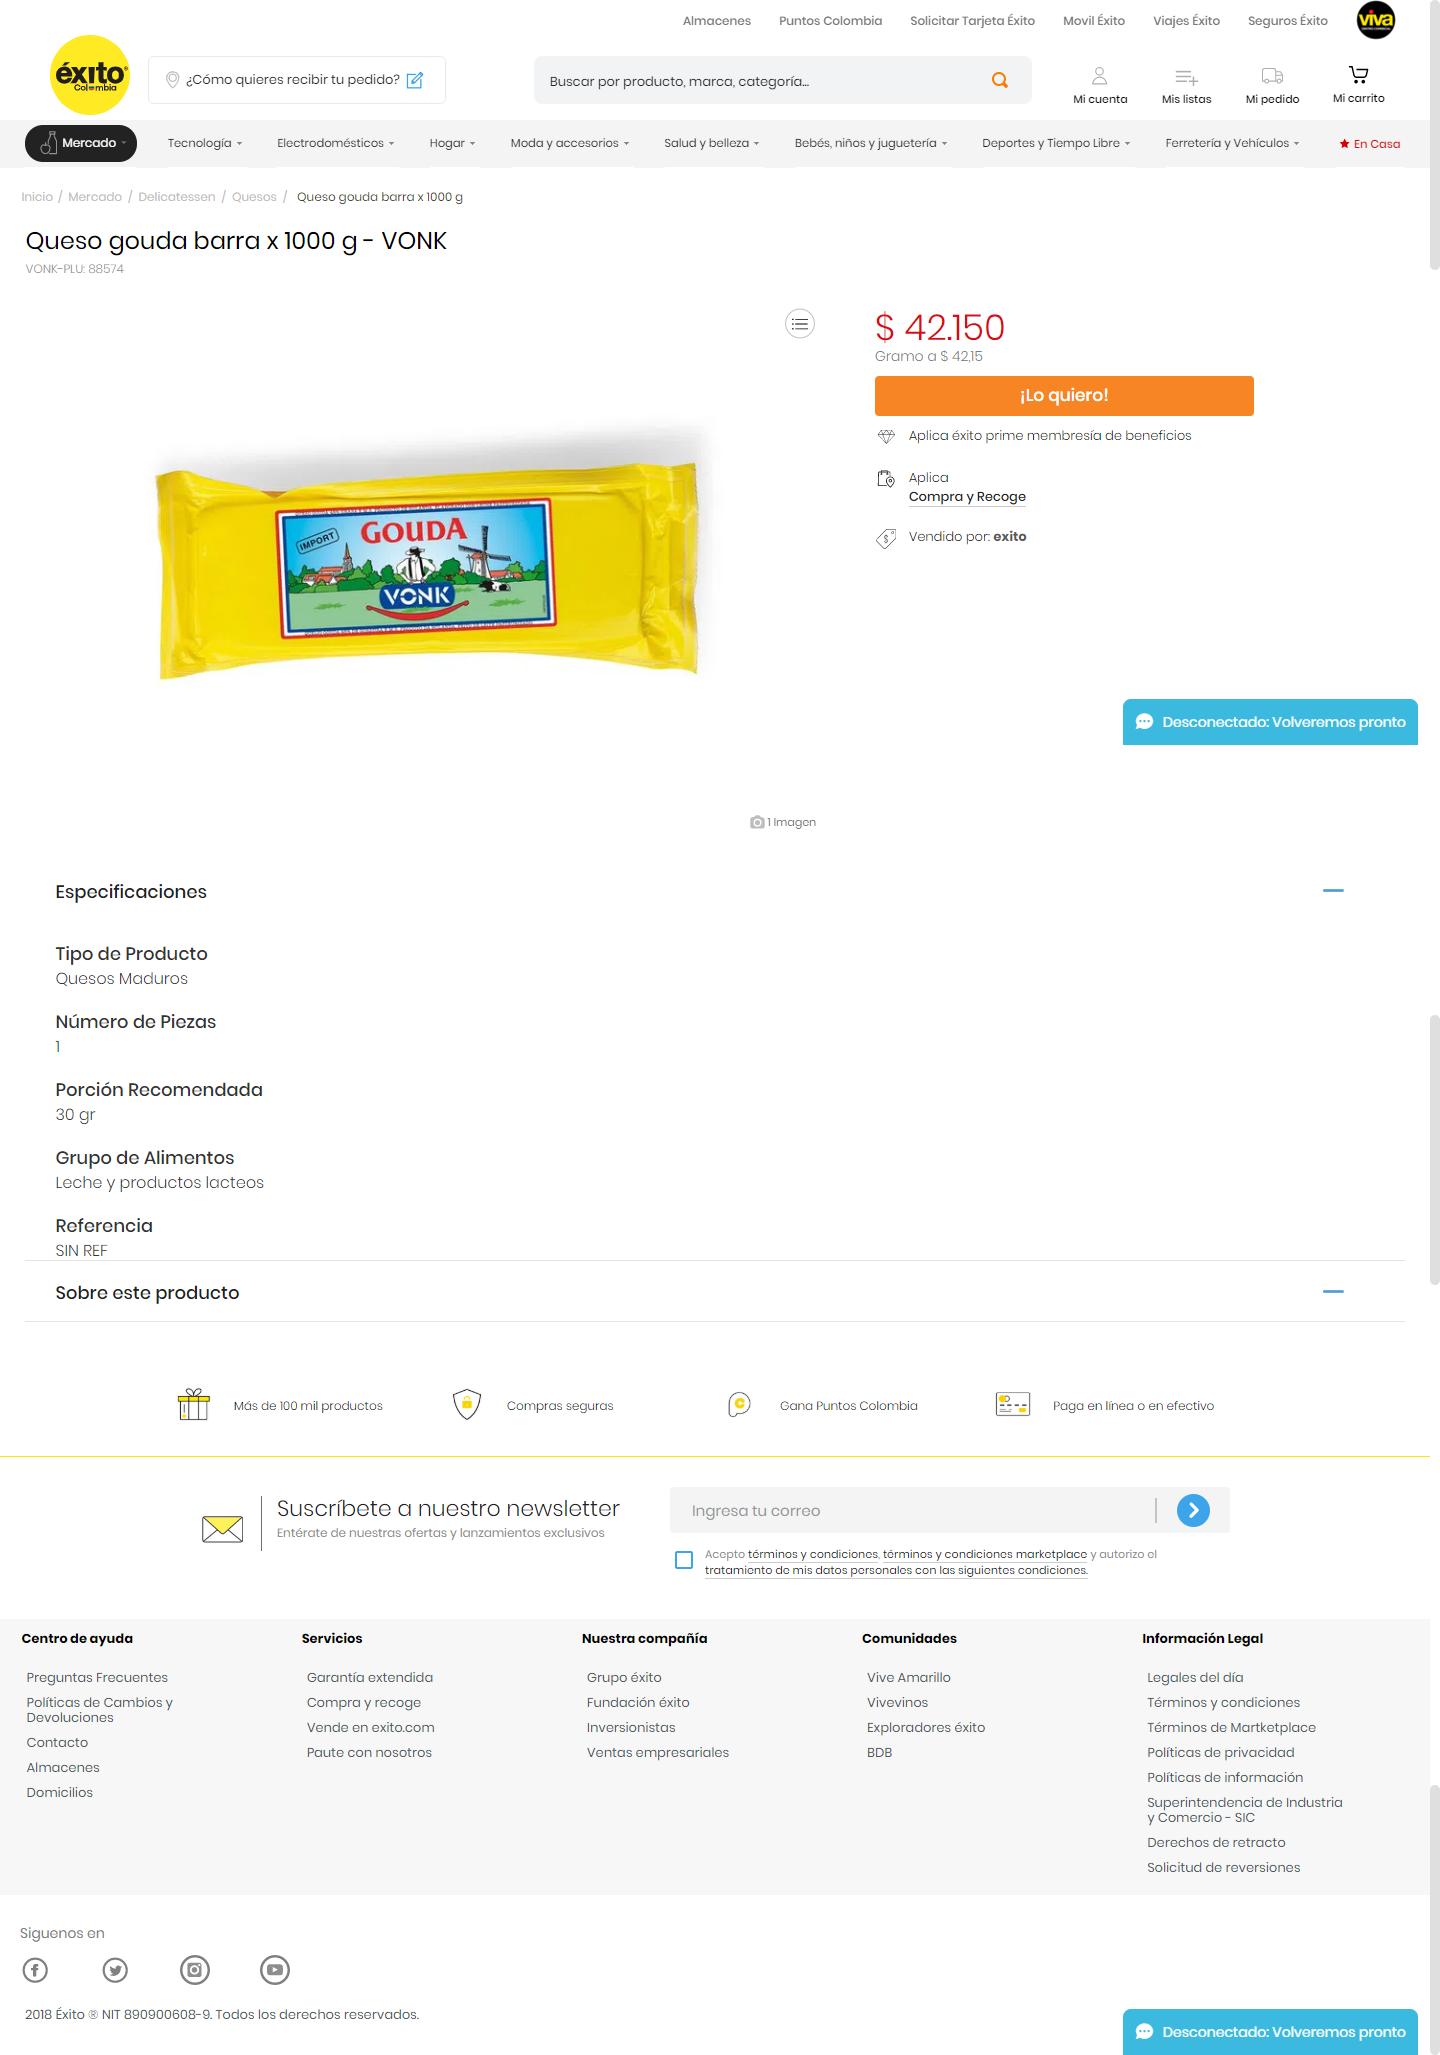 Almacenes Puntos Colombia Solicitar Tarjeta Éxito Movil Éxito Viajes Éxito Seguros Éxito viva
éxito
Colombia
¿Cómo quieres recibir tu pedido?
Buscar por producto, marca, categoría...
Mi cuenta Mis listas Mi pedido Mi carrito
Mercado Tecnología Electrodomésticos Hogar Moda y accesorios Salud y belleza Bebés, niños y juguetería Deportes y Tiempo Libre Ferretería y Vehículos En Casa
Inicio / Mercado / Delicatessen / Quesos / Queso gouda barra x 1000 g
Queso gouda barra x 1000 g - VONK
VONK-PLU: 88574
IMPORT
GOUDA
VONK
1 Imagen
$ 42.150
Gramo a $ 42,15
¡Lo quiero!
Aplica éxito prime membresía de beneficios
Aplica
Compra y Recoge
Vendido por: exito
Desconectado: Volveremos pronto
Especificaciones
Tipo de Producto
Quesos Maduros
Número de Piezas
1
Porción Recomendada
30 gr
Grupo de Alimentos
Leche y productos lacteos
Referencia
SIN REF
Sobre este producto
Más de 100 mil productos Compras seguras Gana Puntos Colombia Paga en línea o en efectivo
Suscríbete a nuestro newsletter
Entérate de nuestras ofertas y lanzamientos exclusivos
Ingresa tu correo
Acepto términos y condiciones, términos y condiciones marketplace y autorizo el
tratamiento de mis datos personales con las siguientes condiciones.
Centro de ayuda
Preguntas Frecuentes
Políticas de Cambios y
Devoluciones
Contacto
Almacenes
Domicilios
Servicios
Garantía extendida
Compra y recoge
Vende en exito.com
Paute con nosotros
Nuestra compañía
Grupo éxito
Fundación éxito
Inversionistas
Ventas empresariales
Comunidades
Vive Amarillo
Vivevinos
Exploradores éxito
BDB
Información Legal
Legales del día
Términos y condiciones
Términos de Martketplace
Políticas de privacidad
Políticas de información
Superintendencia de Industria
y Comercio - SIC
Derechos de retracto
Solicitud de reversiones
Siguenos en
2018 Éxito ® NIT 890900608-9. Todos los derechos reservados.
Desconectado: Volveremos pronto